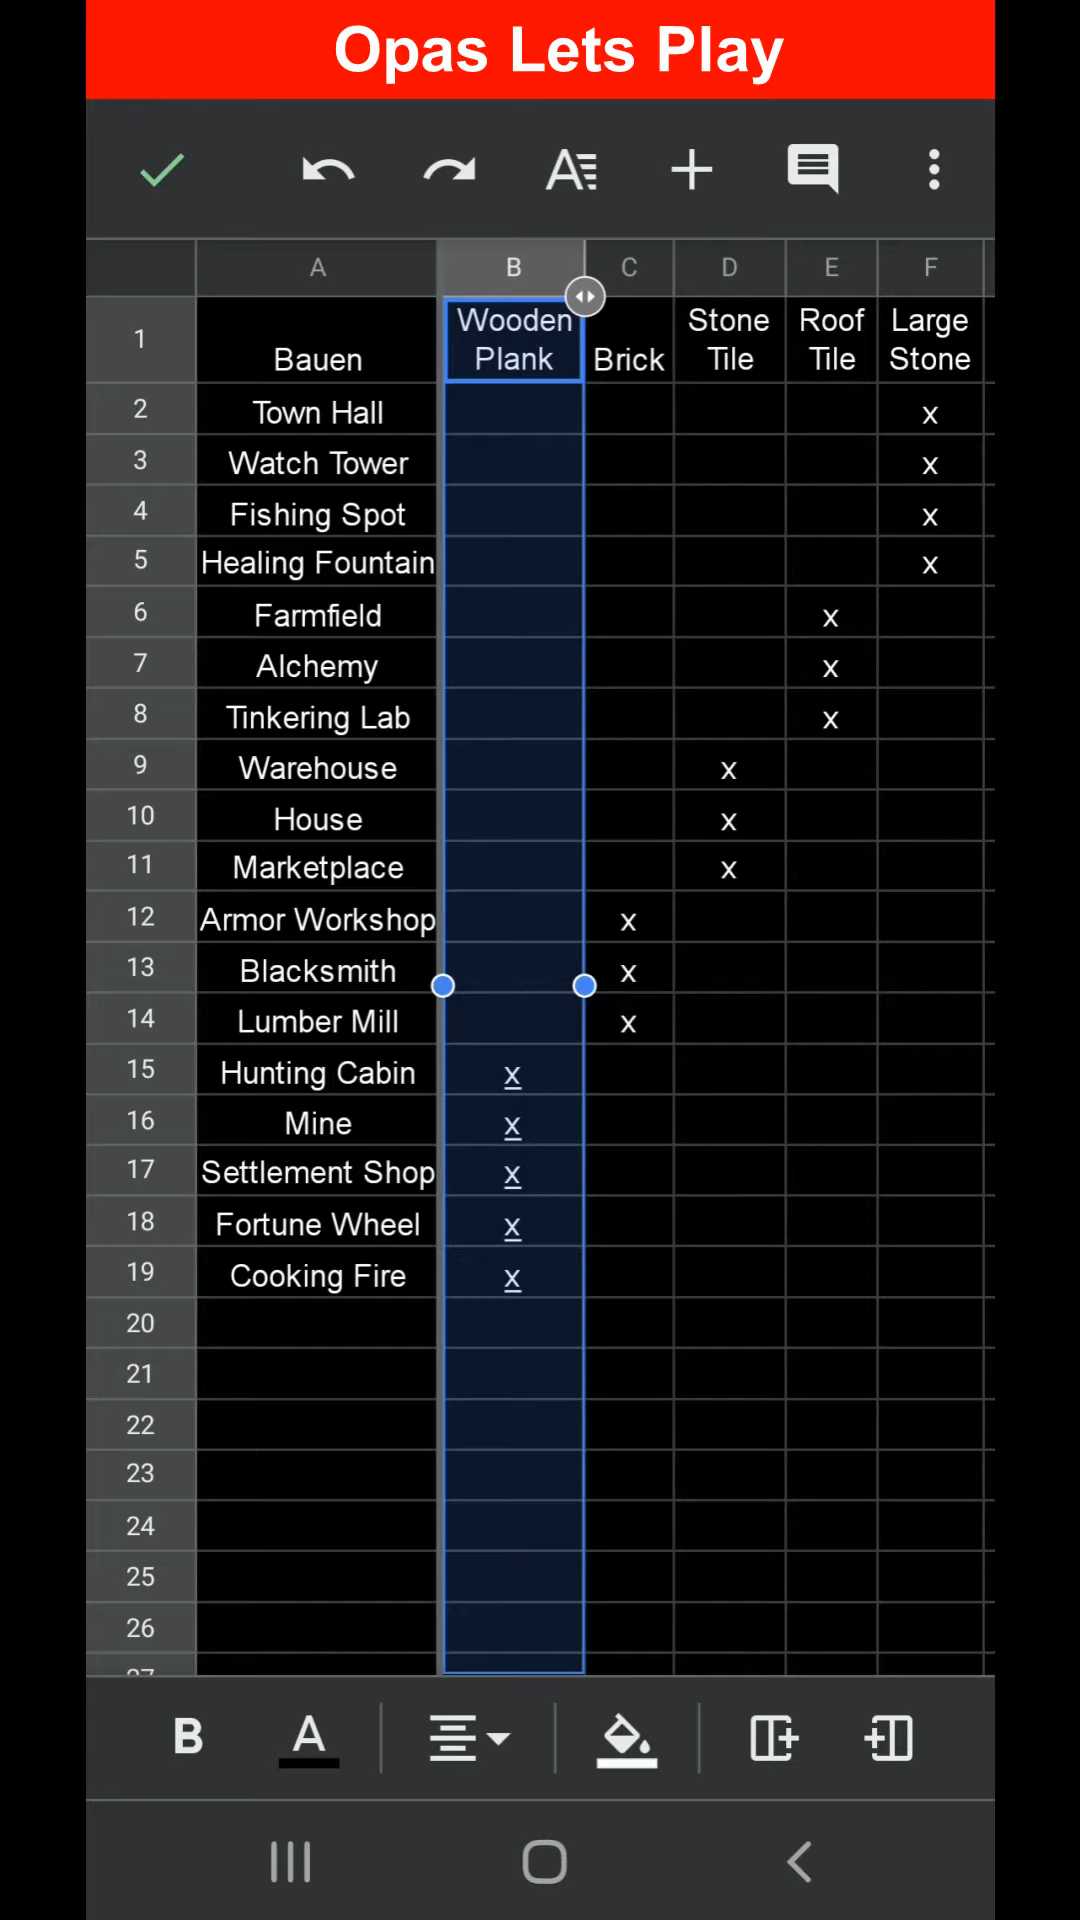 Opas Lets Play
A B C D E F
1 Bauen Wooden Plank Brick Stone Tile Roof Tile Large Stone
2 Town Hall x
3 Watch Tower x
4 Fishing Spot x
5 Healing Fountain x
6 Farmfield x
7 Alchemy x
8 Tinkering Lab x
9 Warehouse x
10 House x
11 Marketplace x
12 Armor Workshop x
13 Blacksmith x
14 Lumber Mill x
15 Hunting Cabin x
16 Mine x
17 Settlement Shop x
18 Fortune Wheel x
19 Cooking Fire x
20
21
22
23
24
25
26
27
B A